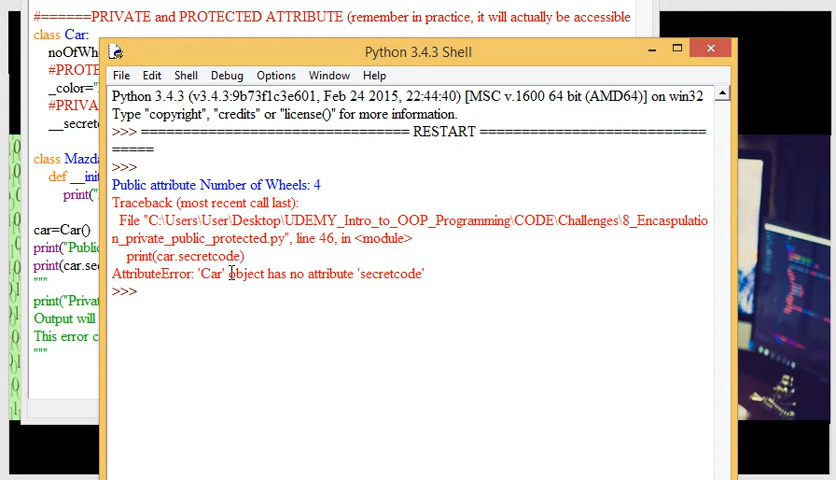 #======PRIVATE and PROTECTED ATTRIBUTE (remember in practice, it will actually be accessible
class Car:
noOfWh
#PROTE
_color="
#PRIVA
__secret
class Mazda
def __init
print("
car=Car()
print("Public
print(car.se
"""
print("Privat
Output will
This error c
"""
Python 3.4.3 Shell
File Edit Shell Debug Options Window Help
Python 3.4.3 (v3.4.3:9b73f1c3e601, Feb 24 2015, 22:44:40) [MSC v.1600 64 bit (AMD64)] on win32
Type "copyright", "credits" or "license()" for more information.
>>> ================================ RESTART ================================
>>>
Public attribute Number of Wheels: 4
Traceback (most recent call last):
File "C:\Users\User\Desktop\UDEMY_Intro_to_OOP_Programming\CODE\Challenges\8_Encaspulatio
n_private_public_protected.py", line 46, in <module>
print(car.secretcode)
AttributeError: 'Car' object has no attribute 'secretcode'
>>>